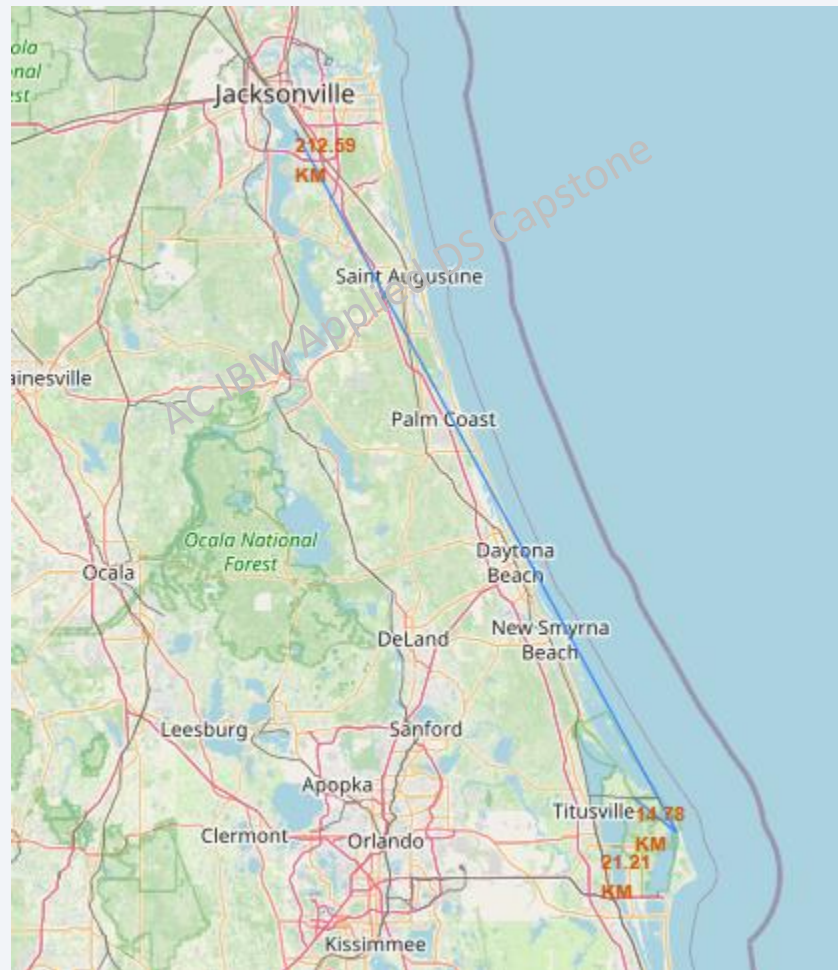 ola
nal
est
Jacksonville
212.59
KM
AC IBM Applied DS Capstone
Saint Augustine
ainesville
Palm Coast
Ocala National
Forest
Daytona
Beach
Ocala
DeLand
New Smyrna
Beach
Leesburg
Sanford
Apopka
Titusville
14.78
KM
Clermont
Orlando
21.21
KM
Kissimmee